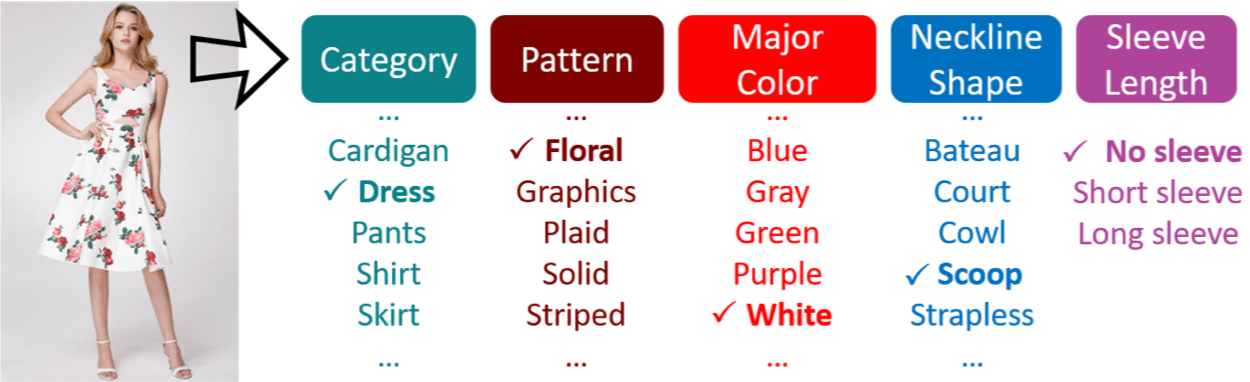 Category
Pattern
Major
Color
Neckline
Shape
Sleeve
Length
...
...
...
...
Cardigan
✓ Floral
Blue
Bateau
✓ No sleeve
✓ Dress
Graphics
Gray
Court
Short sleeve
Pants
Plaid
Green
Cowl
Long sleeve
Shirt
Solid
Purple
✓ Scoop
Skirt
Striped
✓ White
Strapless
...
...
...
...